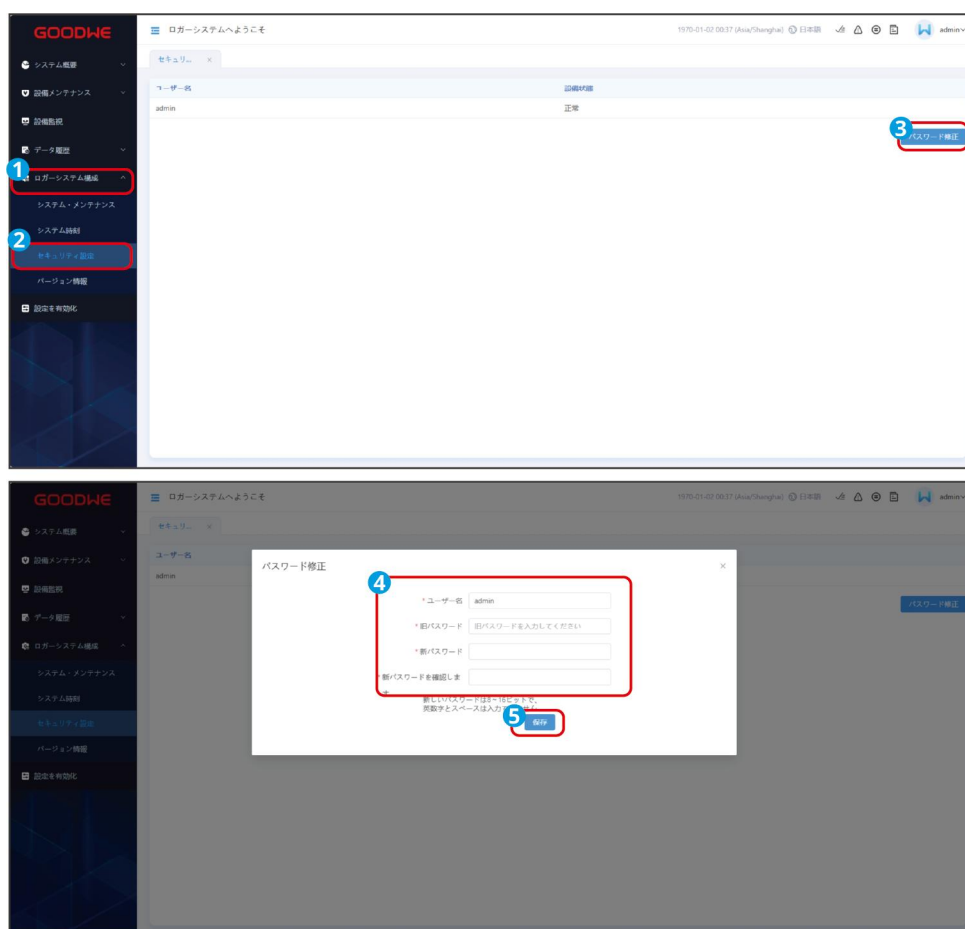 GOODWE
ロガーシステムへようこそ
1970-01-02 00:37 (Asia/Shanghai) 日本語
admin
システム概要
セキュリ... ×
設備メンテナンス
ユーザー名 設備状態
admin 正常
設備監視
3 パスワード修正
データ履歴
1 ロガーシステム構成
システム・メンテナンス
システム時刻
2 セキュリティ設定
バージョン情報
設定を有効化
GOODWE
ロガーシステムへようこそ
1970-01-02 00:37 (Asia/Shanghai) 日本語
admin
システム概要
セキュリ... ×
設備メンテナンス
ユーザー名
admin
設備監視
パスワード修正
データ履歴
ロガーシステム構成
システム・メンテナンス
システム時刻
セキュリティ設定
バージョン情報
設定を有効化
パスワード修正 ×
4
* ユーザー名 admin
* 旧パスワード 旧パスワードを入力してください
* 新パスワード
* 新パスワードを確認しま
す
新しいパスワードは8~16ビットで、
英数字とスペースは入力
5 保存